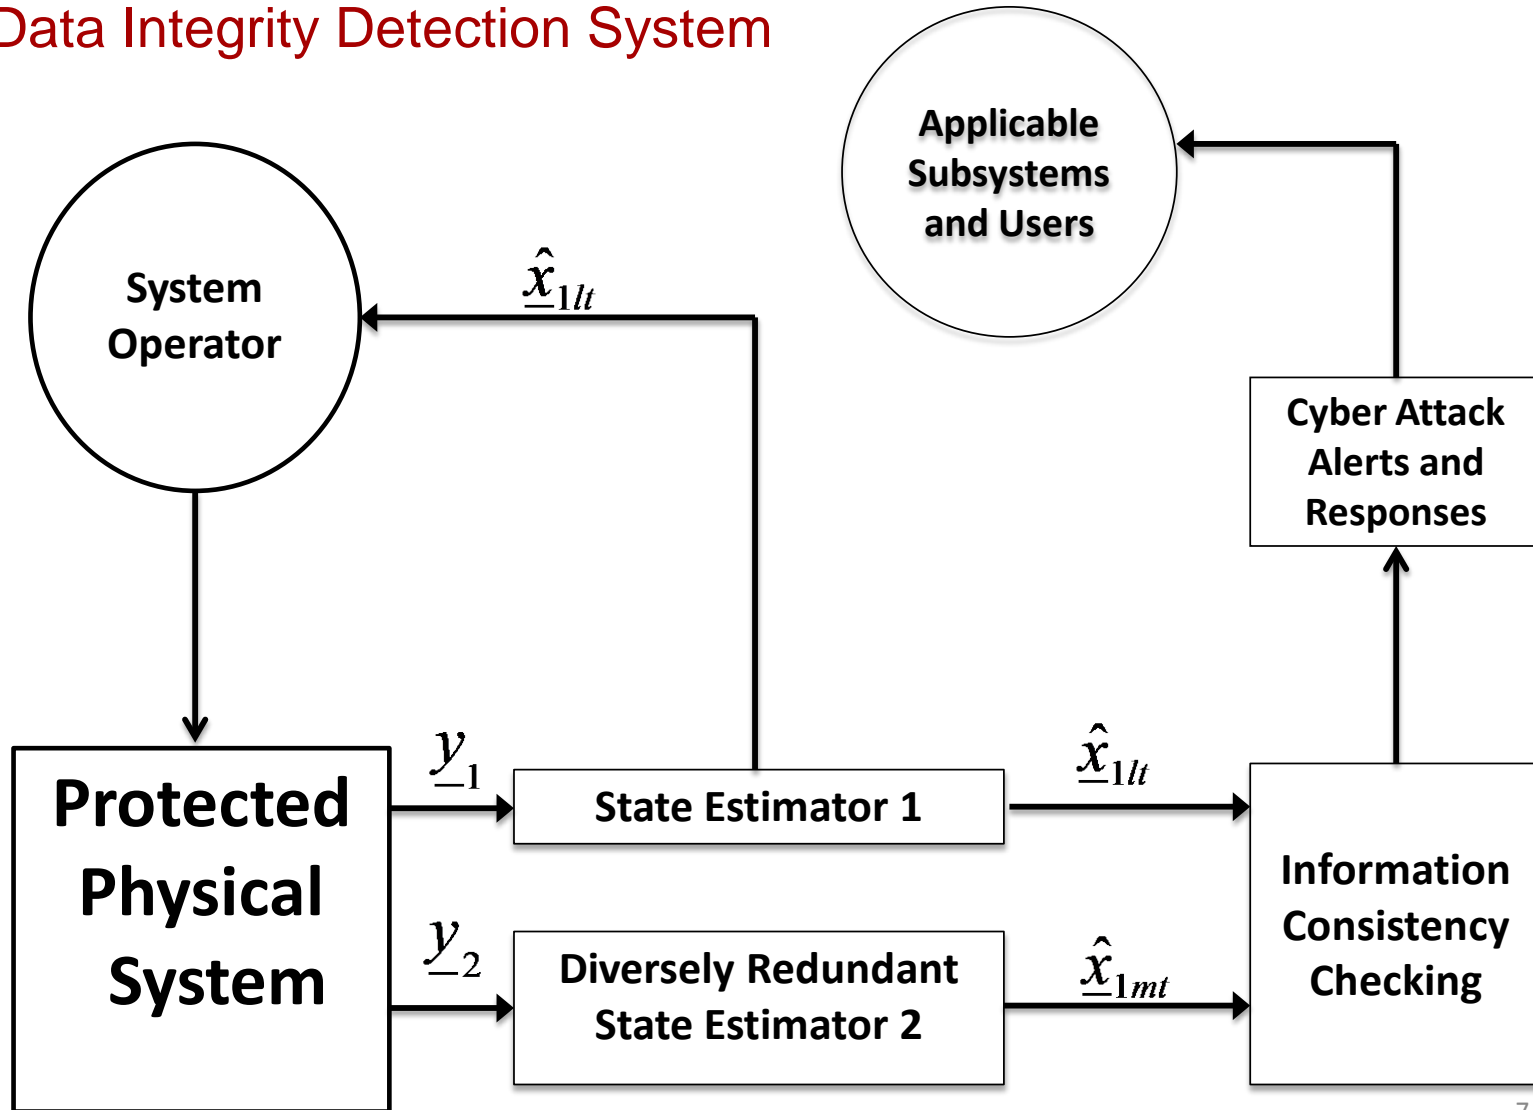 Data Integrity Detection System
Applicable
Subsystems
and Users
System
Operator
x̂₁lt
Cyber Attack
Alerts and
Responses
Protected
Physical
System
y₁
State Estimator 1
x̂₁lt
Information
Consistency
Checking
y₂
Diversely Redundant
State Estimator 2
x̂₁mt
7